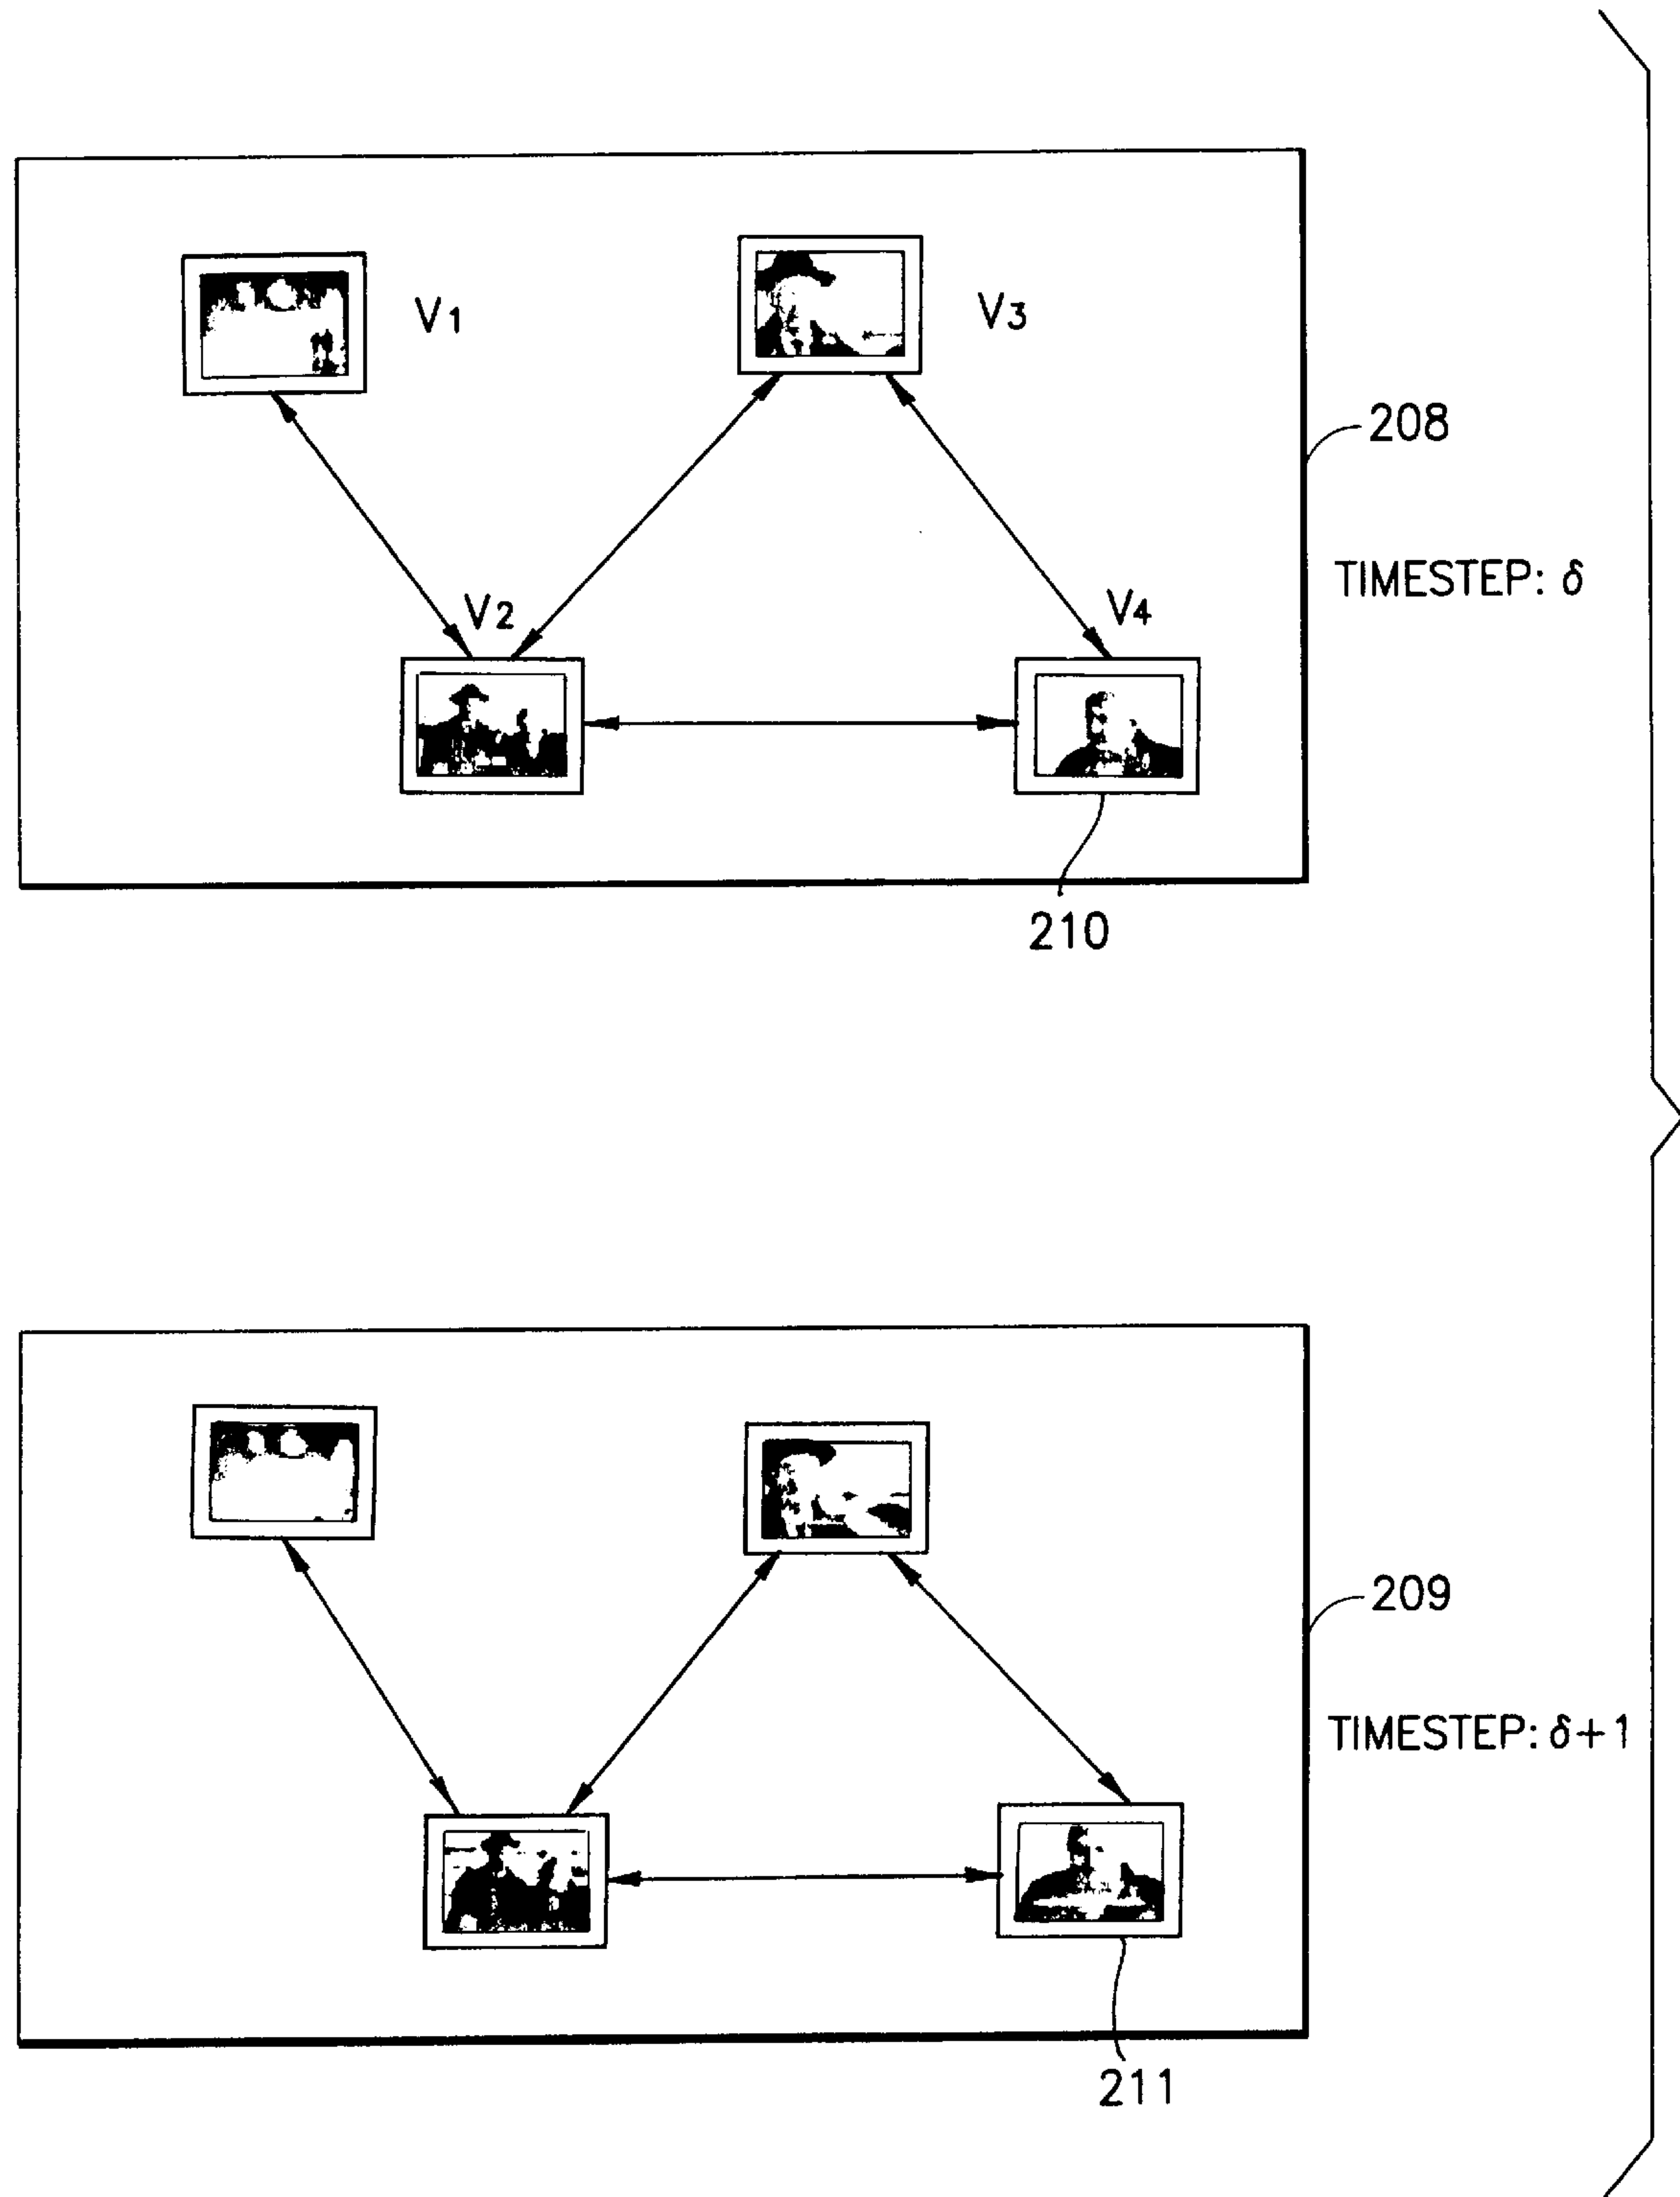 V1
V3
208
TIMESTEP: δ
V2
V4
210
209
TIMESTEP: δ+1
211